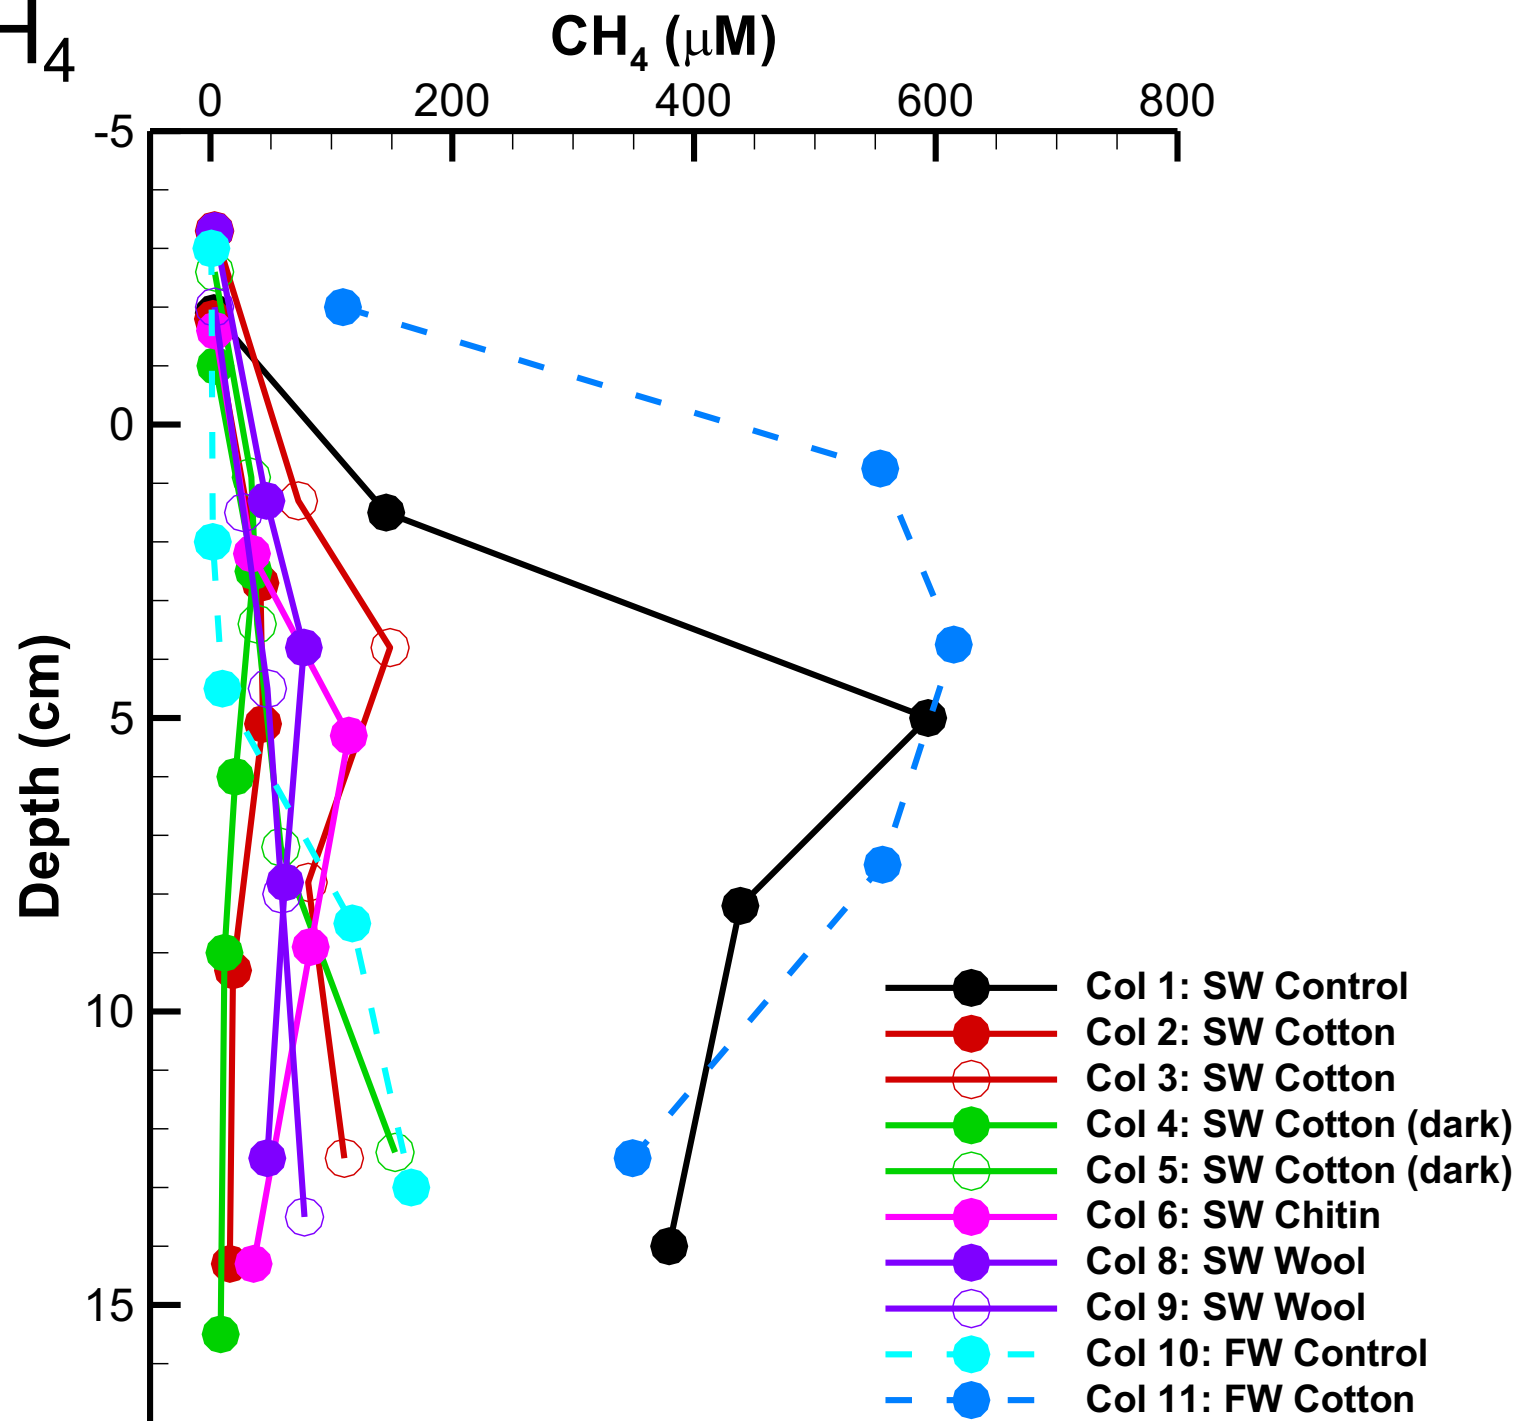 H4
CH4 (μM)
0 200 400 600 800
-5
0
5
10
15
Depth (cm)
Col 1: SW Control
Col 2: SW Cotton
Col 3: SW Cotton
Col 4: SW Cotton (dark)
Col 5: SW Cotton (dark)
Col 6: SW Chitin
Col 8: SW Wool
Col 9: SW Wool
Col 10: FW Control
Col 11: FW Cotton